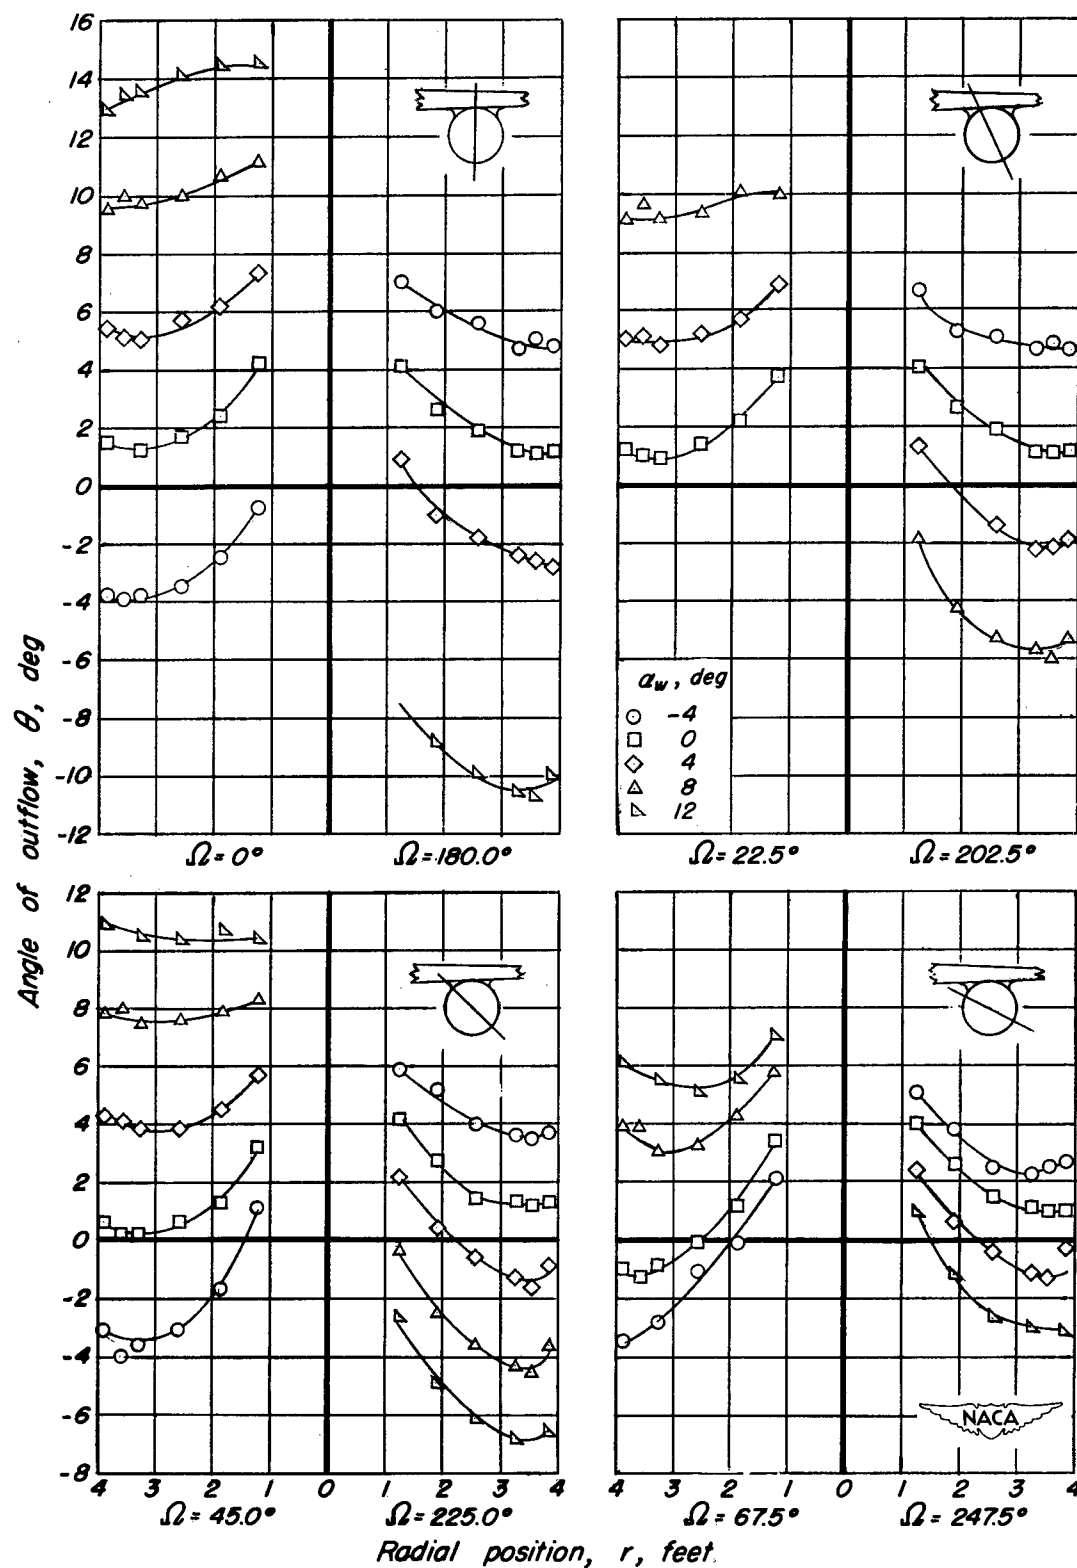 16
14
12
10
8
6
4
2
0
-2
-4
-6
-8
-10
-12
α_w, deg
-4
0
4
8
12
Ω=0°
Ω=180.0°
Ω=22.5°
Ω=202.5°
Angle of outflow, θ, deg
12
10
8
6
4
2
0
-2
-4
-6
-8
NACA
4 3 2 1 0 1 2 3 4
4 3 2 1 0 1 2 3 4
Ω=45.0°
Ω=225.0°
Ω=67.5°
Ω=247.5°
Radial position, r, feet